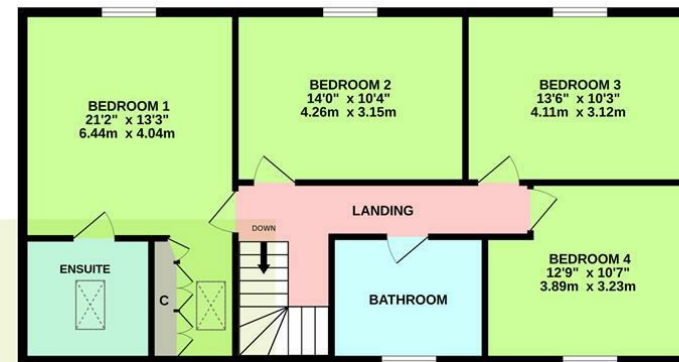 BEDROOM 1
21'2" x 13'3"
6.44m x 4.04m
BEDROOM 2
14'0" x 10'4"
4.26m x 3.15m
BEDROOM 3
13'6" x 10'3"
4.11m x 3.12m
LANDING
DOWN
ENSUITE
C
BATHROOM
BEDROOM 4
12'9" x 10'7"
3.89m x 3.23m